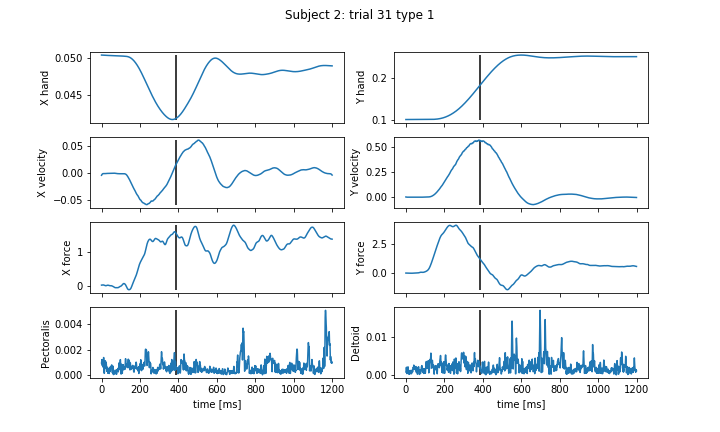 Subject 2: trial 31 type 1
X hand
0.050
0.045
Y hand
0.2
0.1
X velocity
0.05
0.00
−0.05
Y velocity
0.50
0.25
0.00
X force
1
0
Y force
2.5
0.0
Pectoralis
0.004
0.002
0.000
0 200 400 600 800 1000 1200
time [ms]
Deltoid
0.01
0.00
0 200 400 600 800 1000 1200
time [ms]